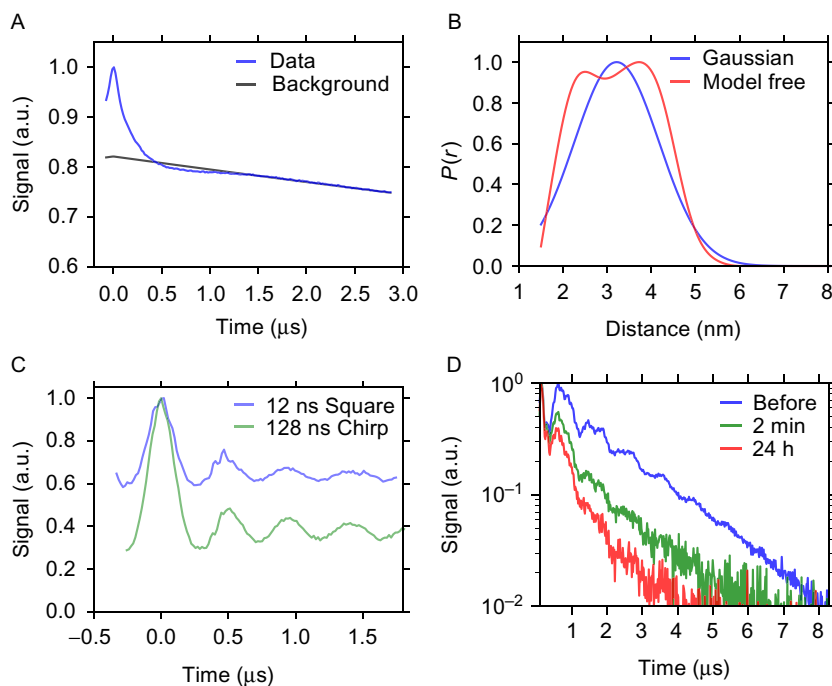 A
Data
Background
1.0
0.9
0.8
0.7
0.6
Signal (a.u.)
0.0 0.5 1.0 1.5 2.0 2.5 3.0
Time (μs)
B
Gaussian
Model free
1.0
0.8
0.6
0.4
0.2
0.0
P(r)
1 2 3 4 5 6 7 8
Distance (nm)
C
12 ns Square
128 ns Chirp
1.0
0.8
0.6
0.4
0.2
0.0
Signal (a.u.)
−0.5 0.0 0.5 1.0 1.5
Time (μs)
D
Before
2 min
24 h
10⁰
10⁻¹
10⁻²
Signal (a.u.)
1 2 3 4 5 6 7 8
Time (μs)